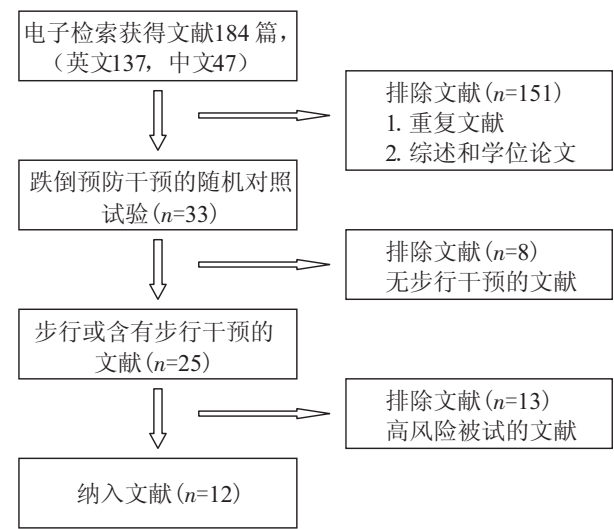 电子检索获得文献184 篇，
（英文137，中文47）
排除文献(n=151)
1. 重复文献
2. 综述和学位论文
跌倒预防干预的随机对照
试验(n=33)
排除文献(n=8)
无步行干预的文献
步行或含有步行干预的
文献(n=25)
排除文献(n=13)
高风险被试的文献
纳入文献(n=12)